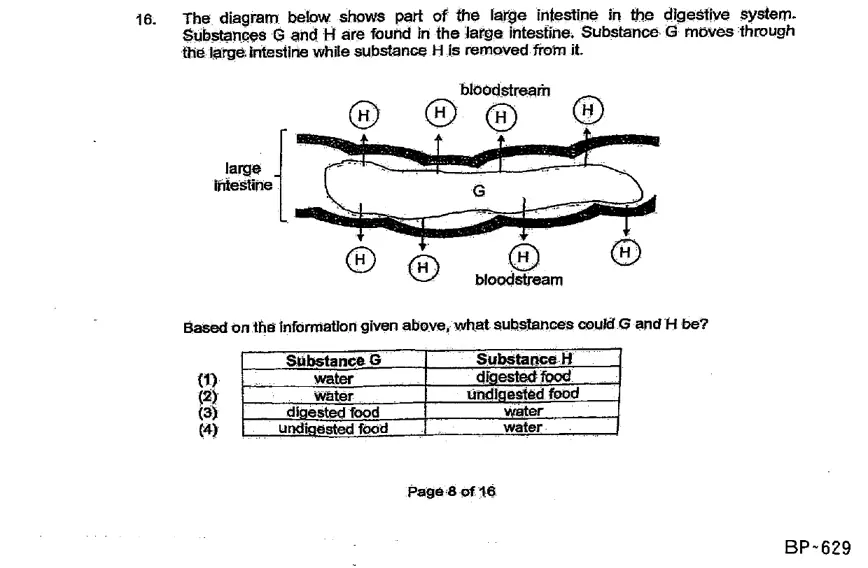 16. The diagram below shows part of the large intestine in the digestive system.
Substances G and H are found in the large intestine. Substance G moves through
the large intestine while substance H is removed from it.
bloodstream
H H H H
large
intestine
G
H H H H
bloodstream
Based on the information given above, what substances could G and H be?
Substance G Substance H
(1) water digested food
(2) water undigested food
(3) digested food water
(4) undigested food water
Page 8 of 16
BP-629